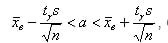 x̄_в − t_γ s / √n < a < x̄_в + t_γ s / √n , (